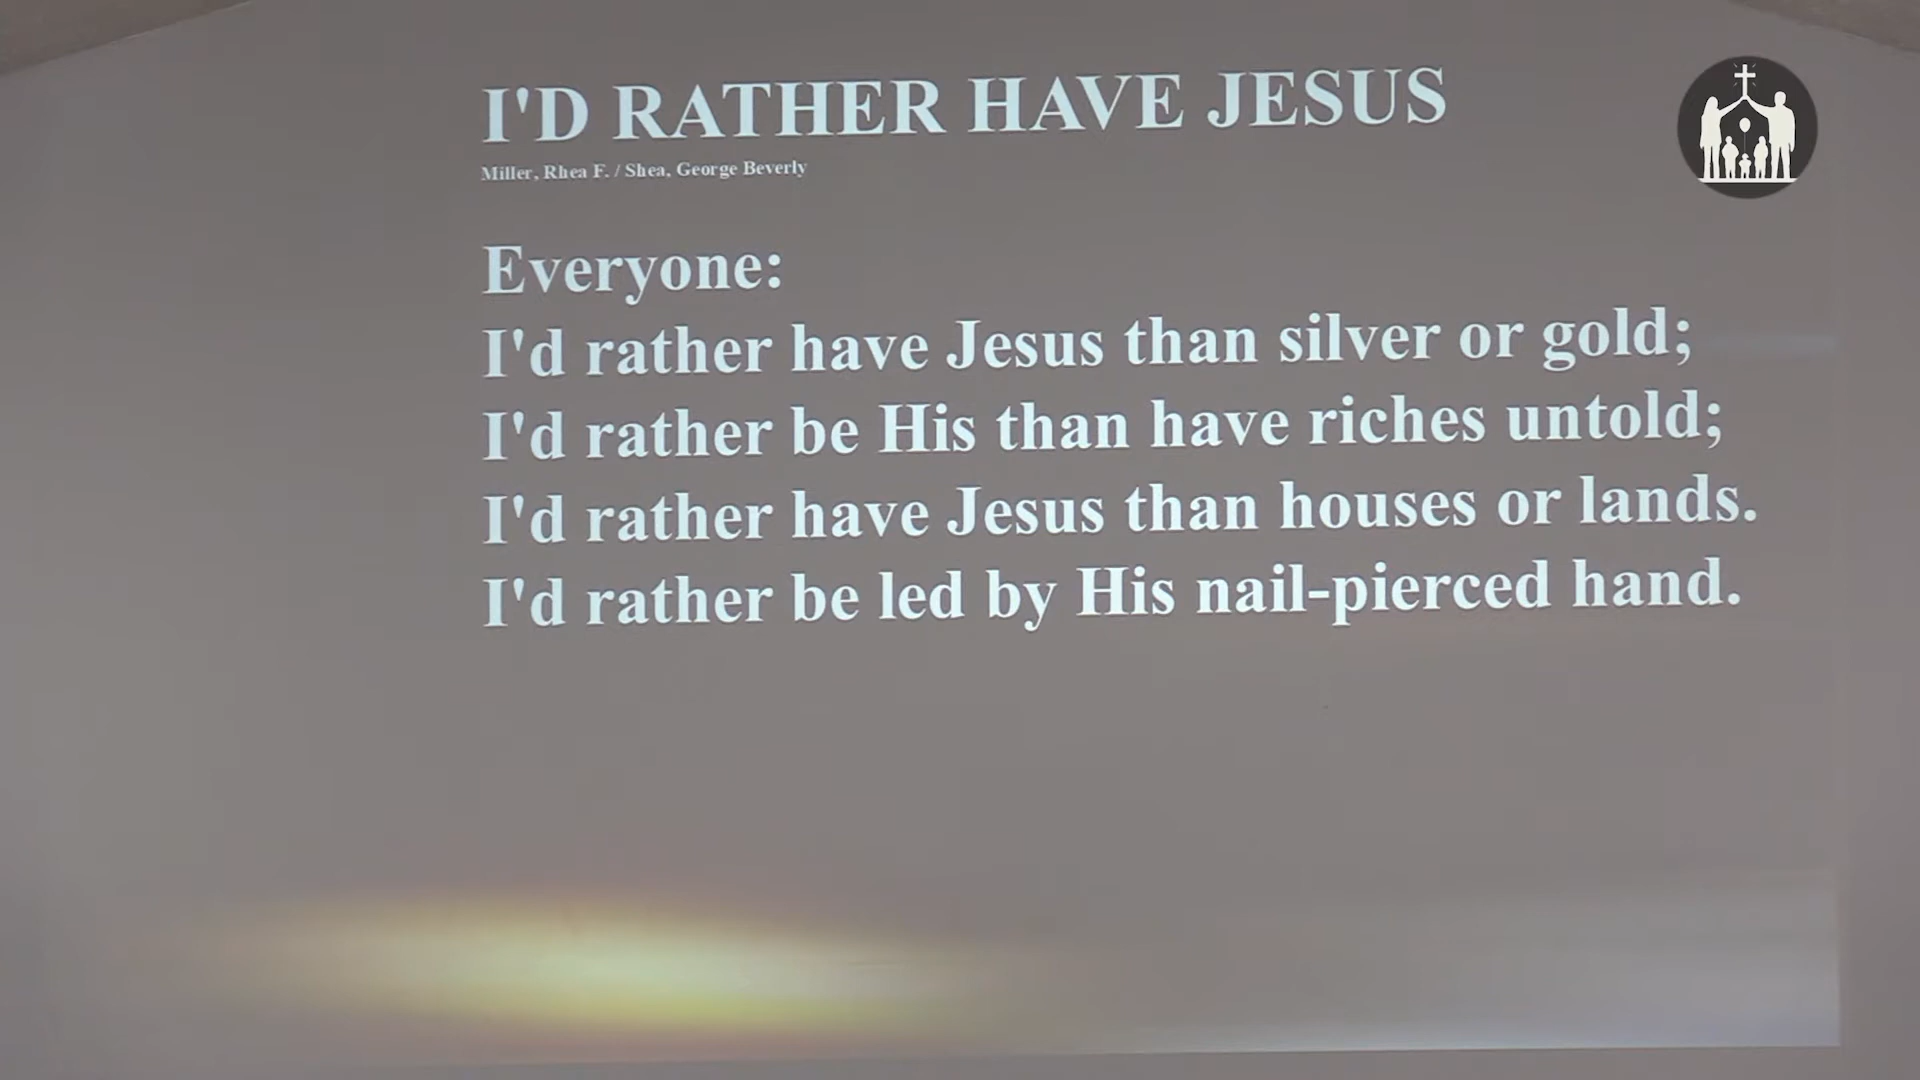 I'D RATHER HAVE JESUS
Miller, Rhea F. / Shea, George Beverly
Everyone:
I'd rather have Jesus than silver or gold;
I'd rather be His than have riches untold;
I'd rather have Jesus than houses or lands.
I'd rather be led by His nail-pierced hand.